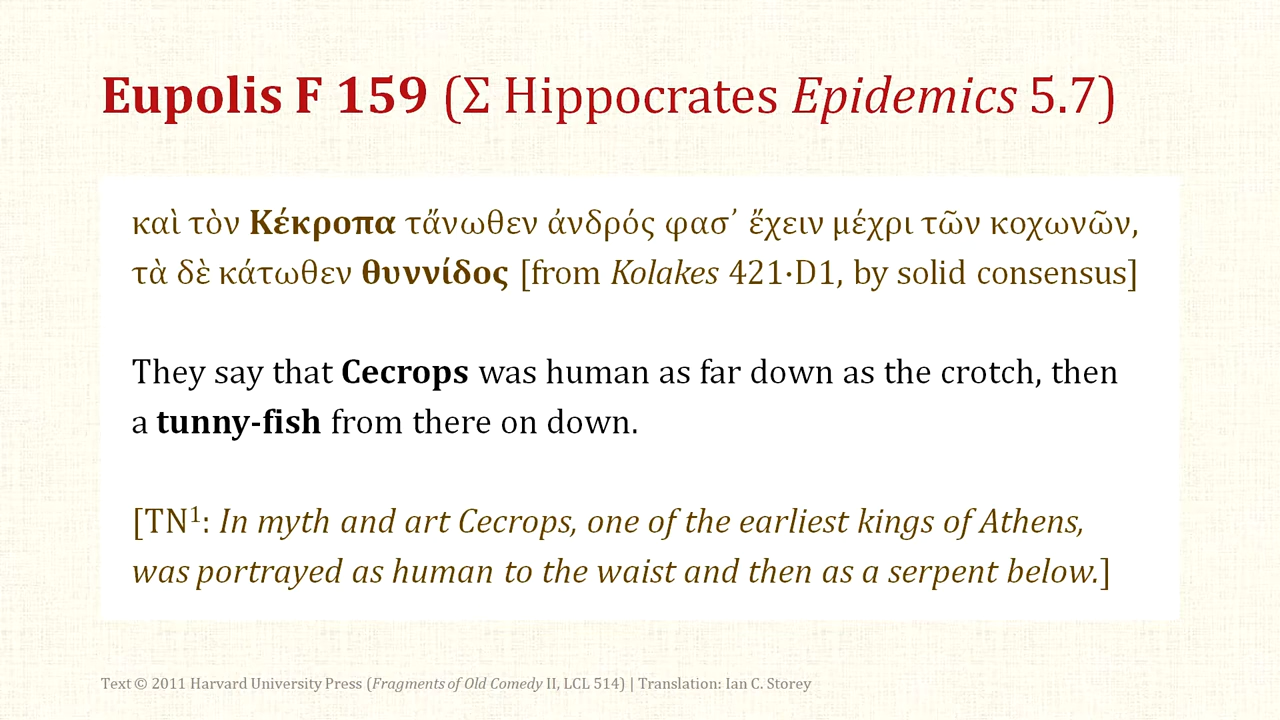 Eupolis F 159 (Σ Hippocrates Epidemics 5.7)
καὶ τὸν Κέκροπα τἄνωθεν ἀνδρός φασ’ ἔχειν μέχρι τῶν κοχωνῶν,
τὰ δὲ κάτωθεν θυννίδος [from Kolakes 421·D1, by solid consensus]
They say that Cecrops was human as far down as the crotch, then
a tunny-fish from there on down.
[TN¹: In myth and art Cecrops, one of the earliest kings of Athens,
was portrayed as human to the waist and then as a serpent below.]
Text © 2011 Harvard University Press (Fragments of Old Comedy II, LCL 514) | Translation: Ian C. Storey